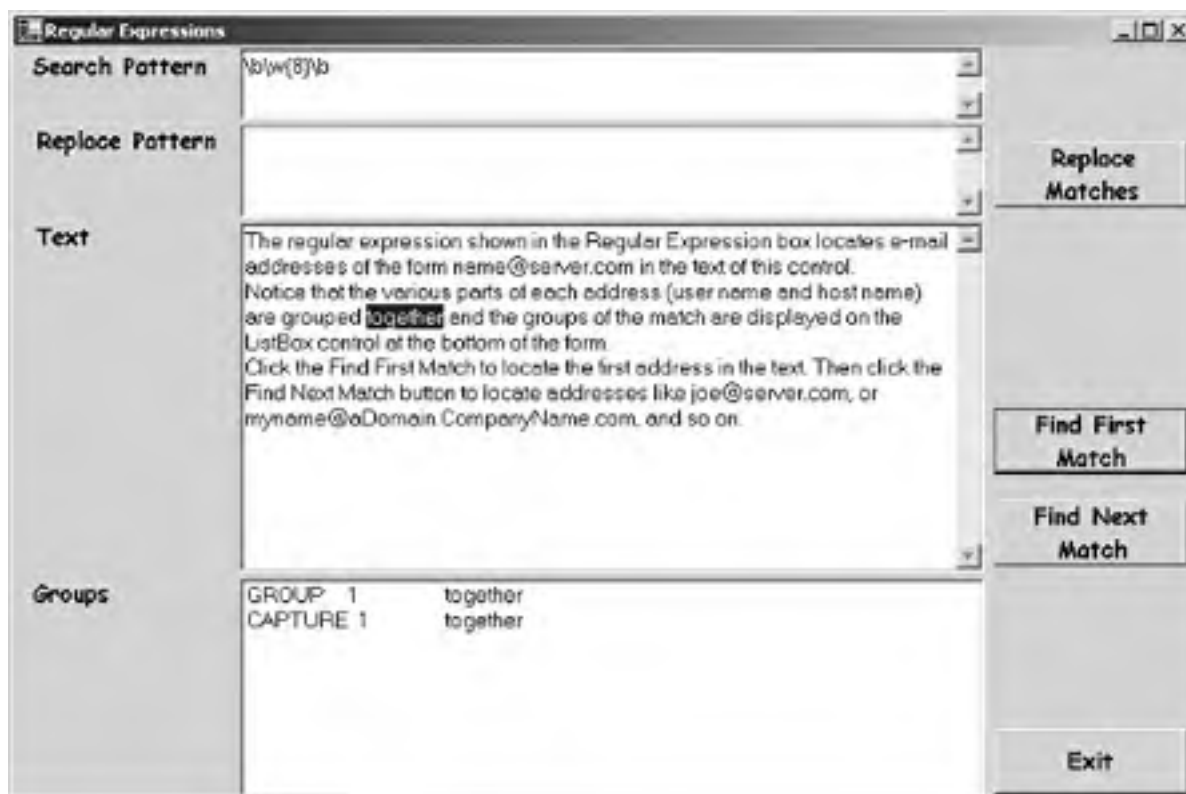 Regular Expressions
Search Pattern
\b\w{8}\b
Replace Pattern
Replace
Matches
Text
The regular expression shown in the Regular Expression box locates e-mail
addresses of the form name@server.com in the text of this control.
Notice that the various parts of each address (user name and host name)
are grouped together and the groups of the match are displayed on the
ListBox control at the bottom of the form.
Click the Find First Match to locate the first address in the text. Then click the
Find Next Match button to locate addresses like joe@server.com, or
myname@aDomain.CompanyName.com, and so on.
Find First
Match
Find Next
Match
Groups
GROUP 1 together
CAPTURE 1 together
Exit